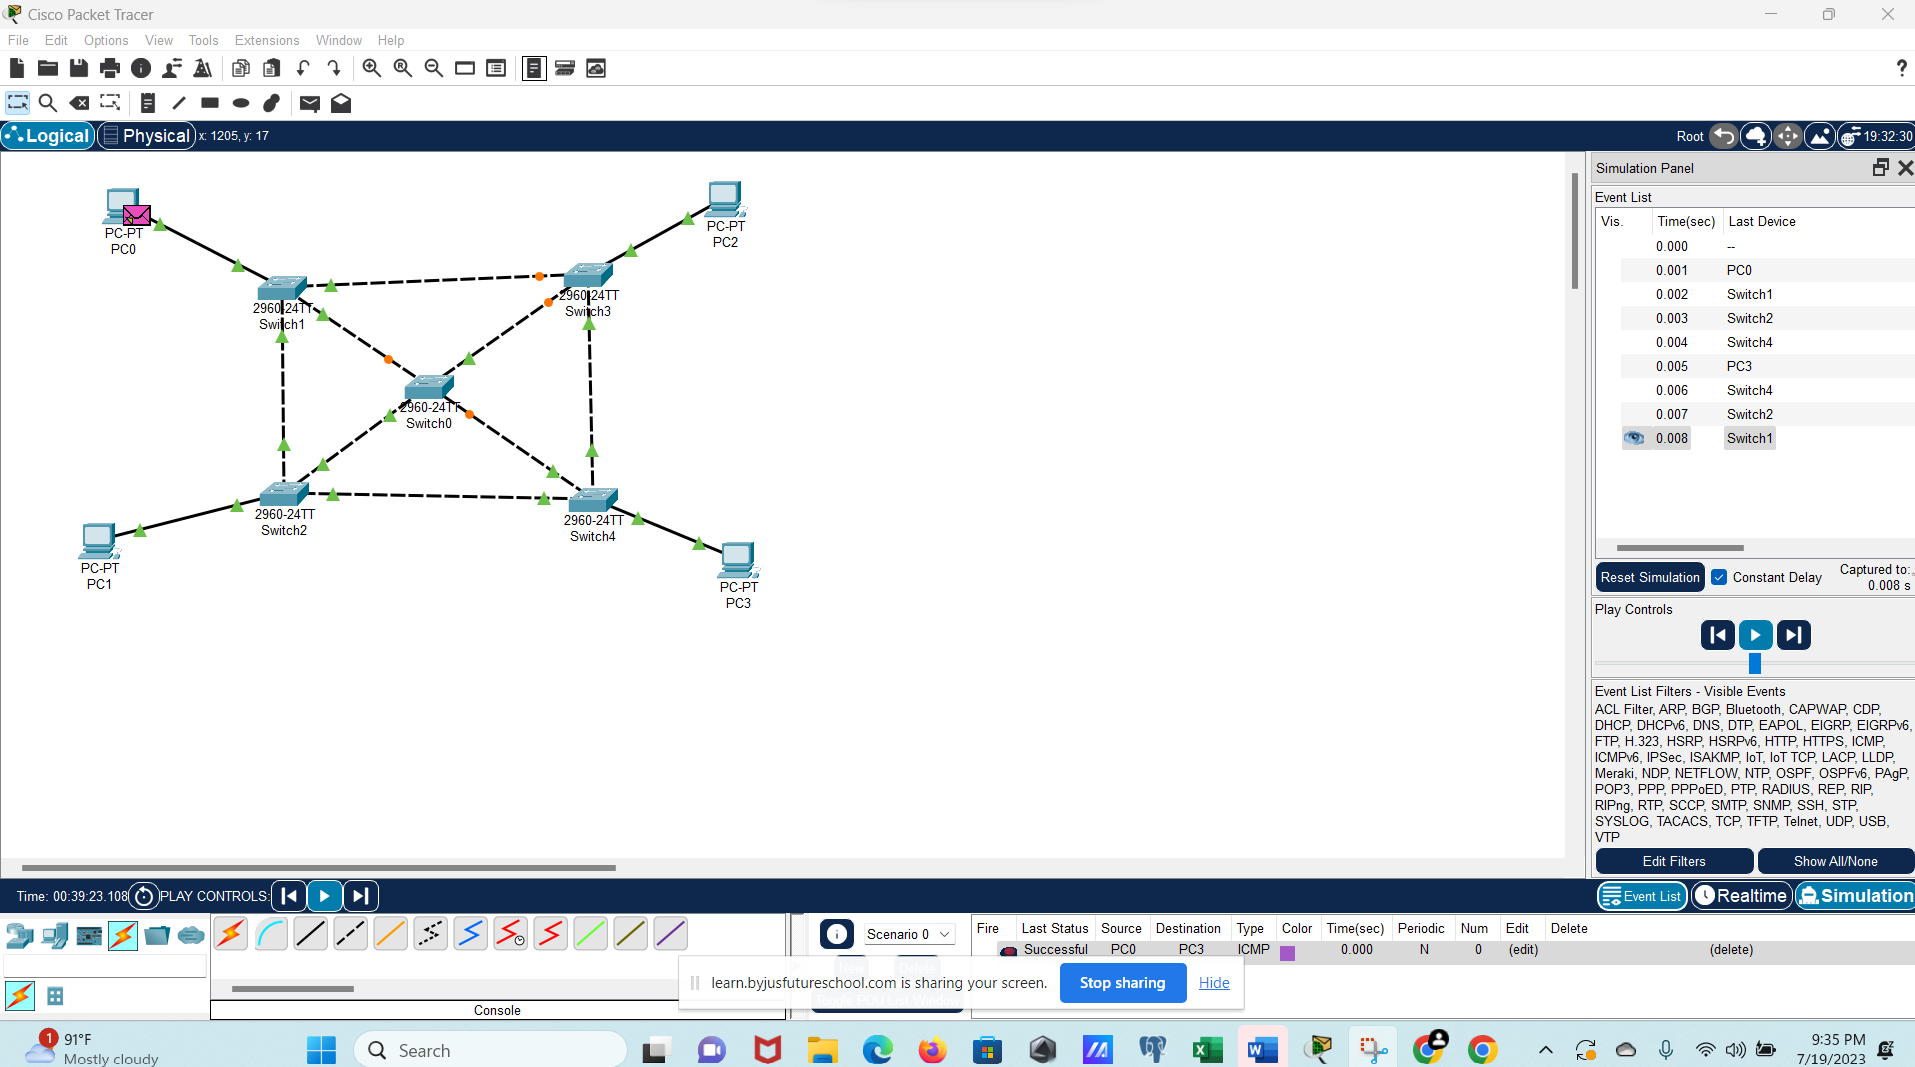 Cisco Packet Tracer
File Edit Options View Tools Extensions Window Help
?
Logical Physical x: 1205, y: 17
Root 19:32:30
PC-PT
PC0
PC-PT
PC2
2960-24TT
Switch1
2960-24TT
Switch3
2960-24TT
Switch0
2960-24TT
Switch2
2960-24TT
Switch4
PC-PT
PC1
PC-PT
PC3
Simulation Panel
Event List
Vis. Time(sec) Last Device
0.000 --
0.001 PC0
0.002 Switch1
0.003 Switch2
0.004 Switch4
0.005 PC3
0.006 Switch4
0.007 Switch2
0.008 Switch1
Reset Simulation Constant Delay Captured to:
0.008 s
Play Controls
Event List Filters - Visible Events
ACL Filter, ARP, BGP, Bluetooth, CAPWAP, CDP,
DHCP, DHCPv6, DNS, DTP, EAPOL, EIGRP, EIGRPv6,
FTP, H.323, HSRP, HSRPv6, HTTP, HTTPS, ICMP,
ICMPv6, IPSec, ISAKMP, IoT, IoT TCP, LACP, LLDP,
Meraki, NDP, NETFLOW, NTP, OSPF, OSPFv6, PAgP,
POP3, PPP, PPPoED, PTP, RADIUS, REP, RIP,
RIPng, RTP, SCCP, SMTP, SNMP, SSH, STP,
SYSLOG, TACACS, TCP, TFTP, Telnet, UDP, USB,
VTP
Edit Filters Show All/None
Time: 00:39:23.108 PLAY CONTROLS:
Event List Realtime Simulation
Scenario 0
Fire Last Status Source Destination Type Color Time(sec) Periodic Num Edit Delete
Successful PC0 PC3 ICMP 0.000 N 0 (edit) (delete)
learn.byjusfutureschool.com is sharing your screen. Stop sharing Hide
Toggle PDU List Window
Console
1
91°F
Mostly cloudy
Search
9:35 PM
7/19/2023